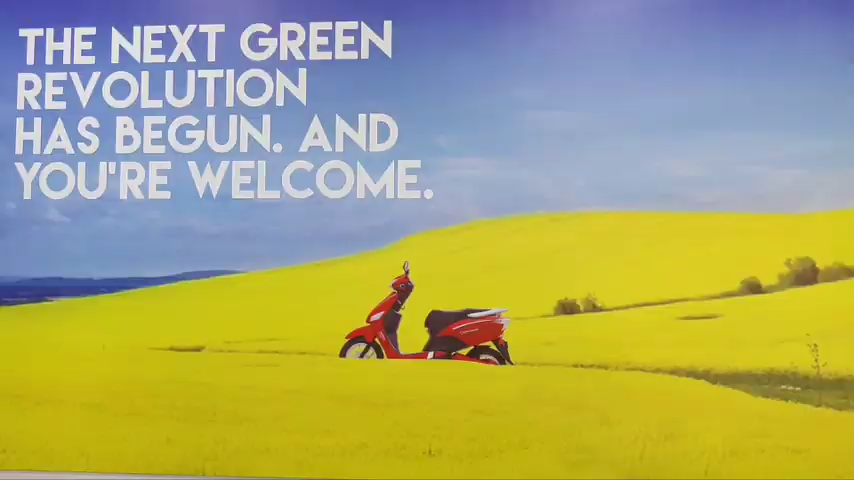 THE NEXT GREEN
REVOLUTION
HAS BEGUN. AND
YOU'RE WELCOME.